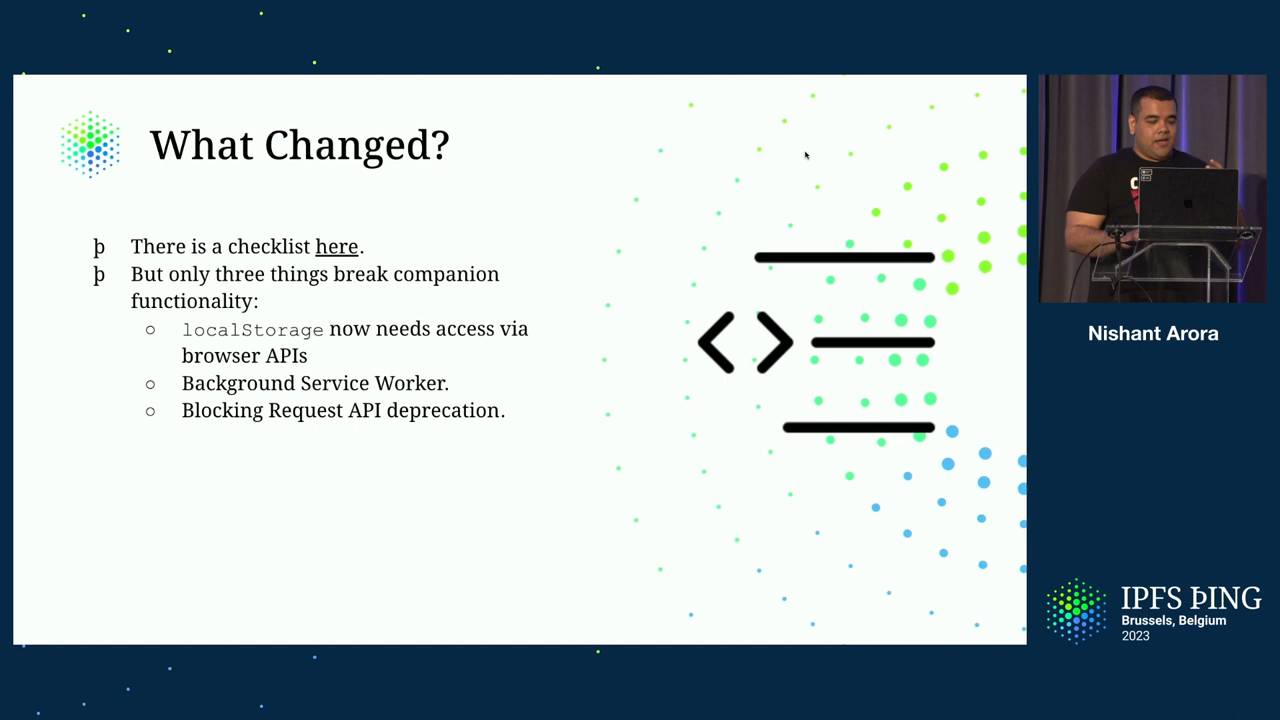 What Changed?
þ There is a checklist here.
þ But only three things break companion
functionality:
○ localStorage now needs access via
browser APIs
○ Background Service Worker.
○ Blocking Request API deprecation.
Nishant Arora
IPFS ÞING
Brussels, Belgium
2023